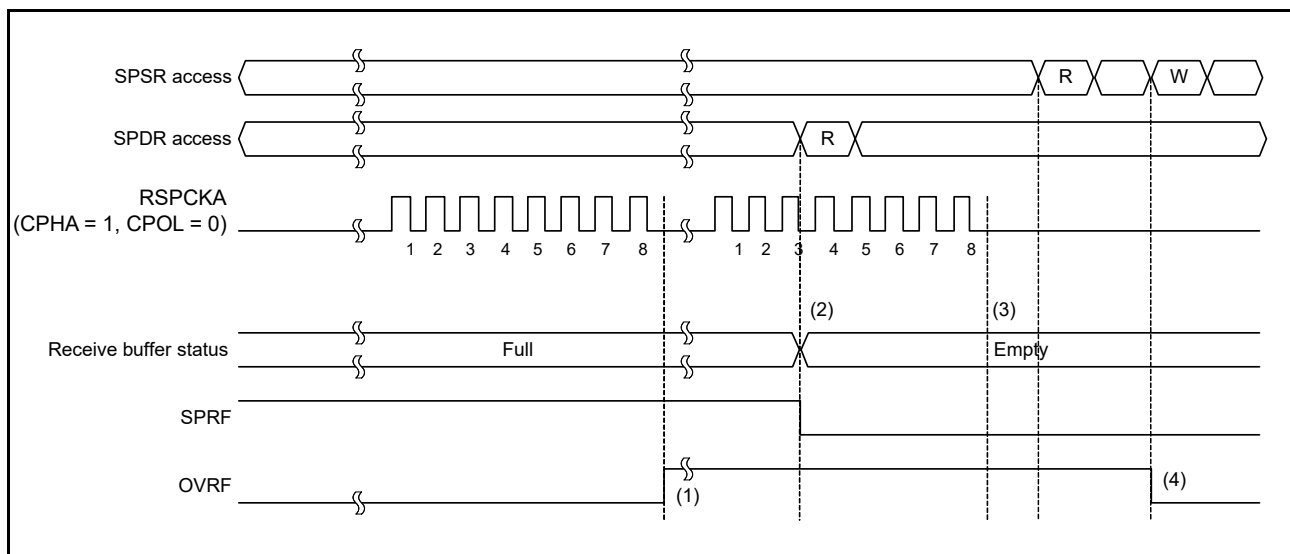 SPSR access
R
W
SPDR access
R
RSPCKA
(CPHA = 1, CPOL = 0)
1 2 3 4 5 6 7 8 1 2 3 4 5 6 7 8
(2) (3)
Receive buffer status
Full
Empty
SPRF
OVRF
(1)
(4)